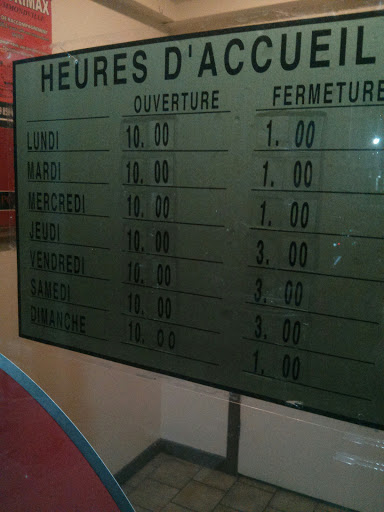 RIMAX
HEURES D'ACCUEIL
OUVERTURE FERMETURE
LUNDI 10. 00 1. 00
MARDI 10. 00 1. 00
MERCREDI 10. 00 1. 00
JEUDI 10. 00 3. 00
VENDREDI 10. 00 3. 00
SAMEDI 10. 00 3. 00
DIMANCHE 10. 00 1. 00